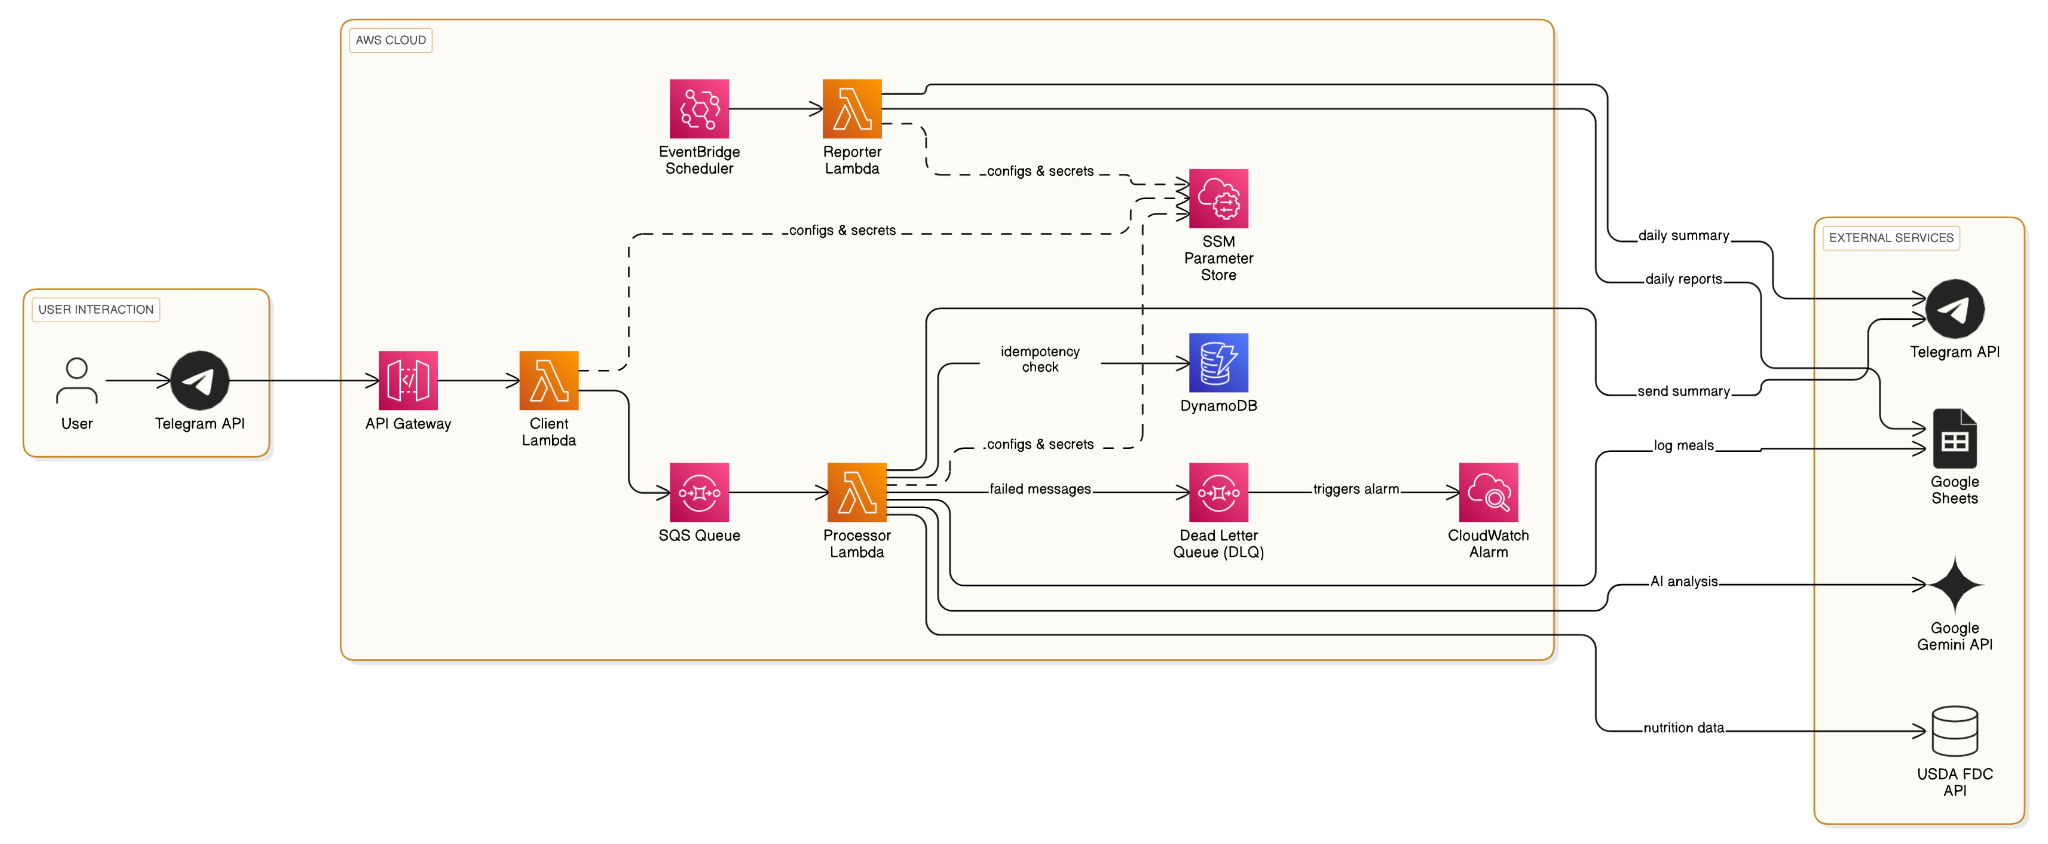 AWS CLOUD
EventBridge
Scheduler
Reporter
Lambda
configs & secrets
configs & secrets
SSM
Parameter
Store
USER INTERACTION
User
Telegram API
API Gateway
Client
Lambda
idempotency
check
DynamoDB
configs & secrets
SQS Queue
Processor
Lambda
failed messages
Dead Letter
Queue (DLQ)
triggers alarm
CloudWatch
Alarm
daily summary
daily reports
send summary
log meals
AI analysis
nutrition data
EXTERNAL SERVICES
Telegram API
Google
Sheets
Google
Gemini API
USDA FDC
API